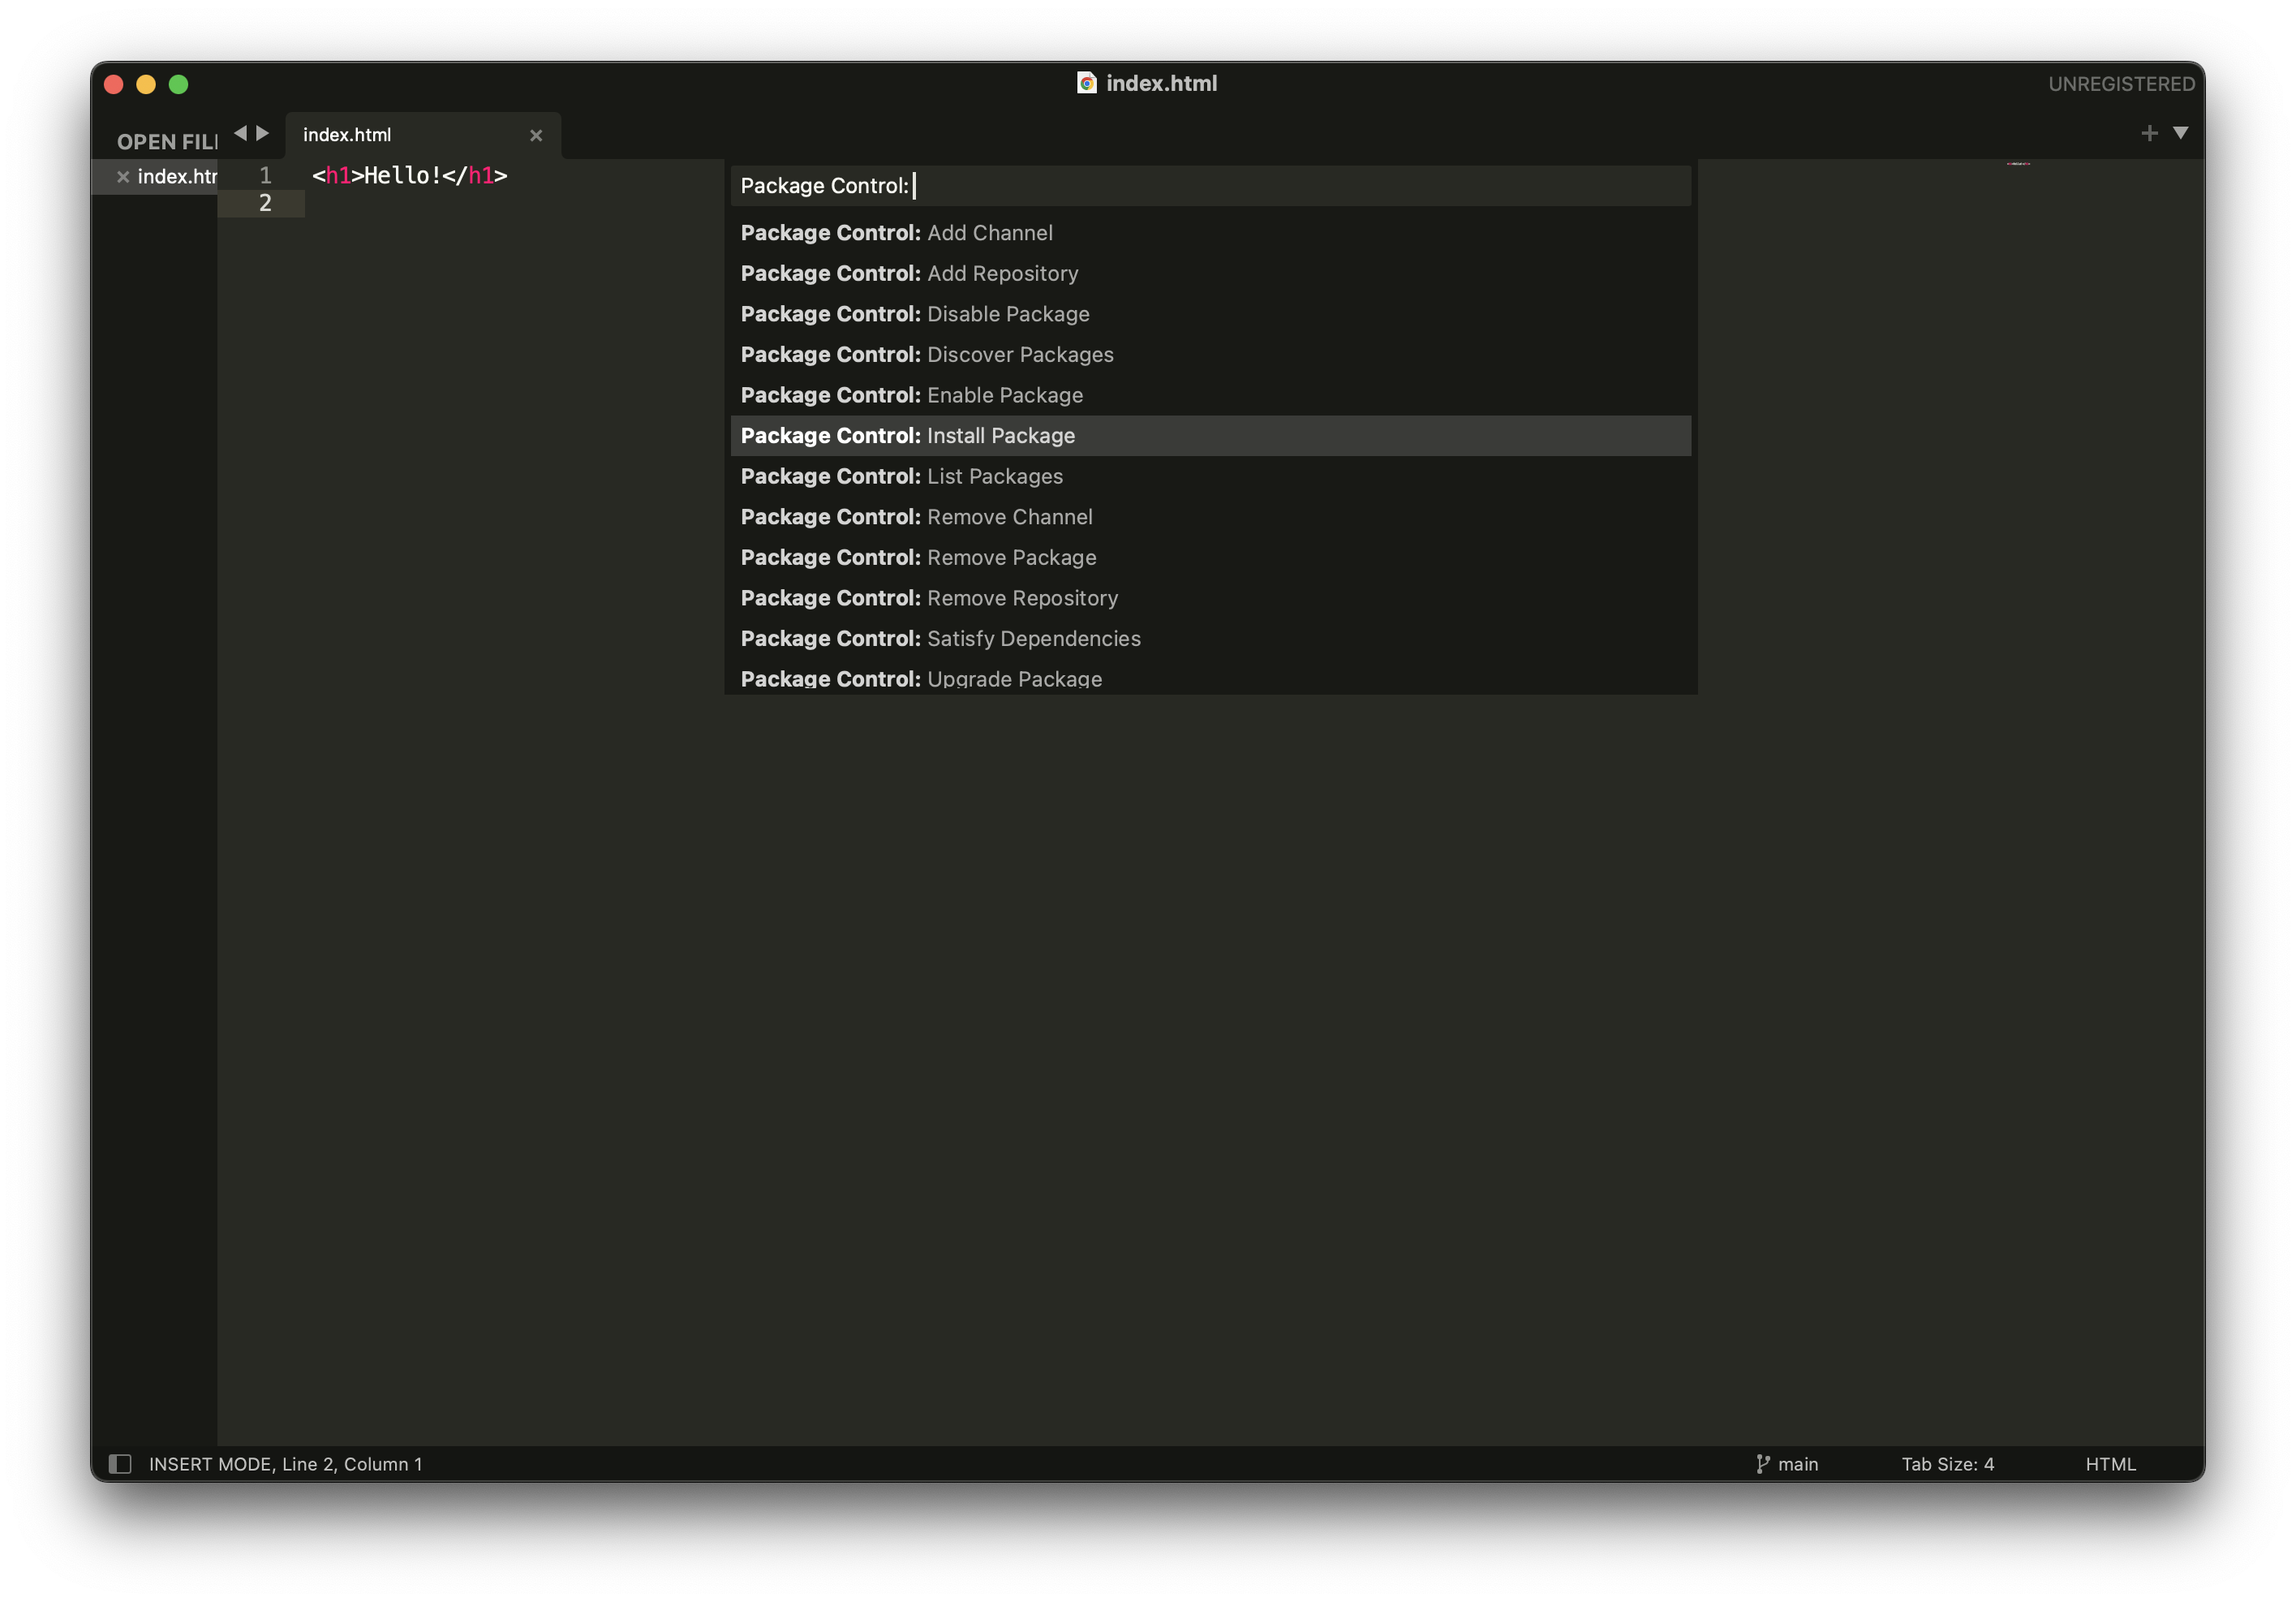 index.html
UNREGISTERED
OPEN FIL
index.html
index.ht
1 <h1>Hello!</h1>
2
Package Control:
Package Control: Add Channel
Package Control: Add Repository
Package Control: Disable Package
Package Control: Discover Packages
Package Control: Enable Package
Package Control: Install Package
Package Control: List Packages
Package Control: Remove Channel
Package Control: Remove Package
Package Control: Remove Repository
Package Control: Satisfy Dependencies
Package Control: Upgrade Package
INSERT MODE, Line 2, Column 1
main
Tab Size: 4
HTML